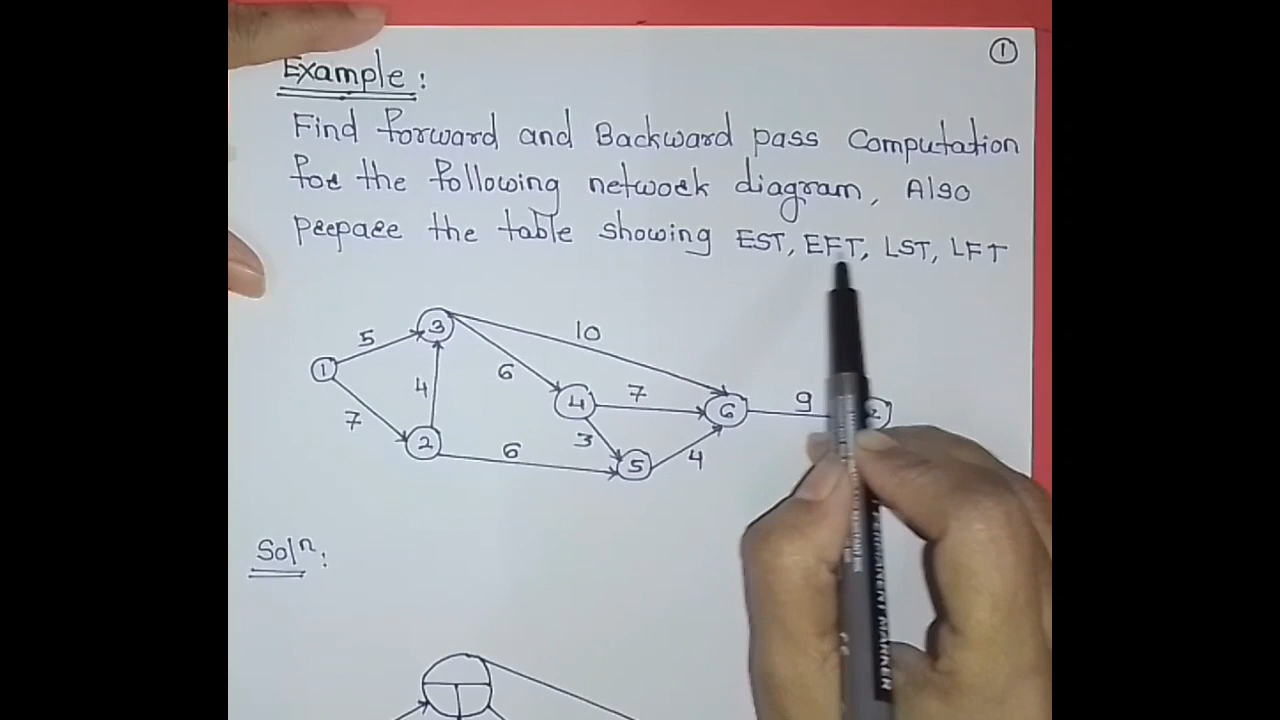 1
Example:
Find forward and Backward pass Computation
for the following network diagram, Also
prepare the table showing EST, EFT, LST, LFT
3
10
5
1
6
4
7
4
6
9
7
2
6
3
5
4
Soln:
PERMANENT MARKER